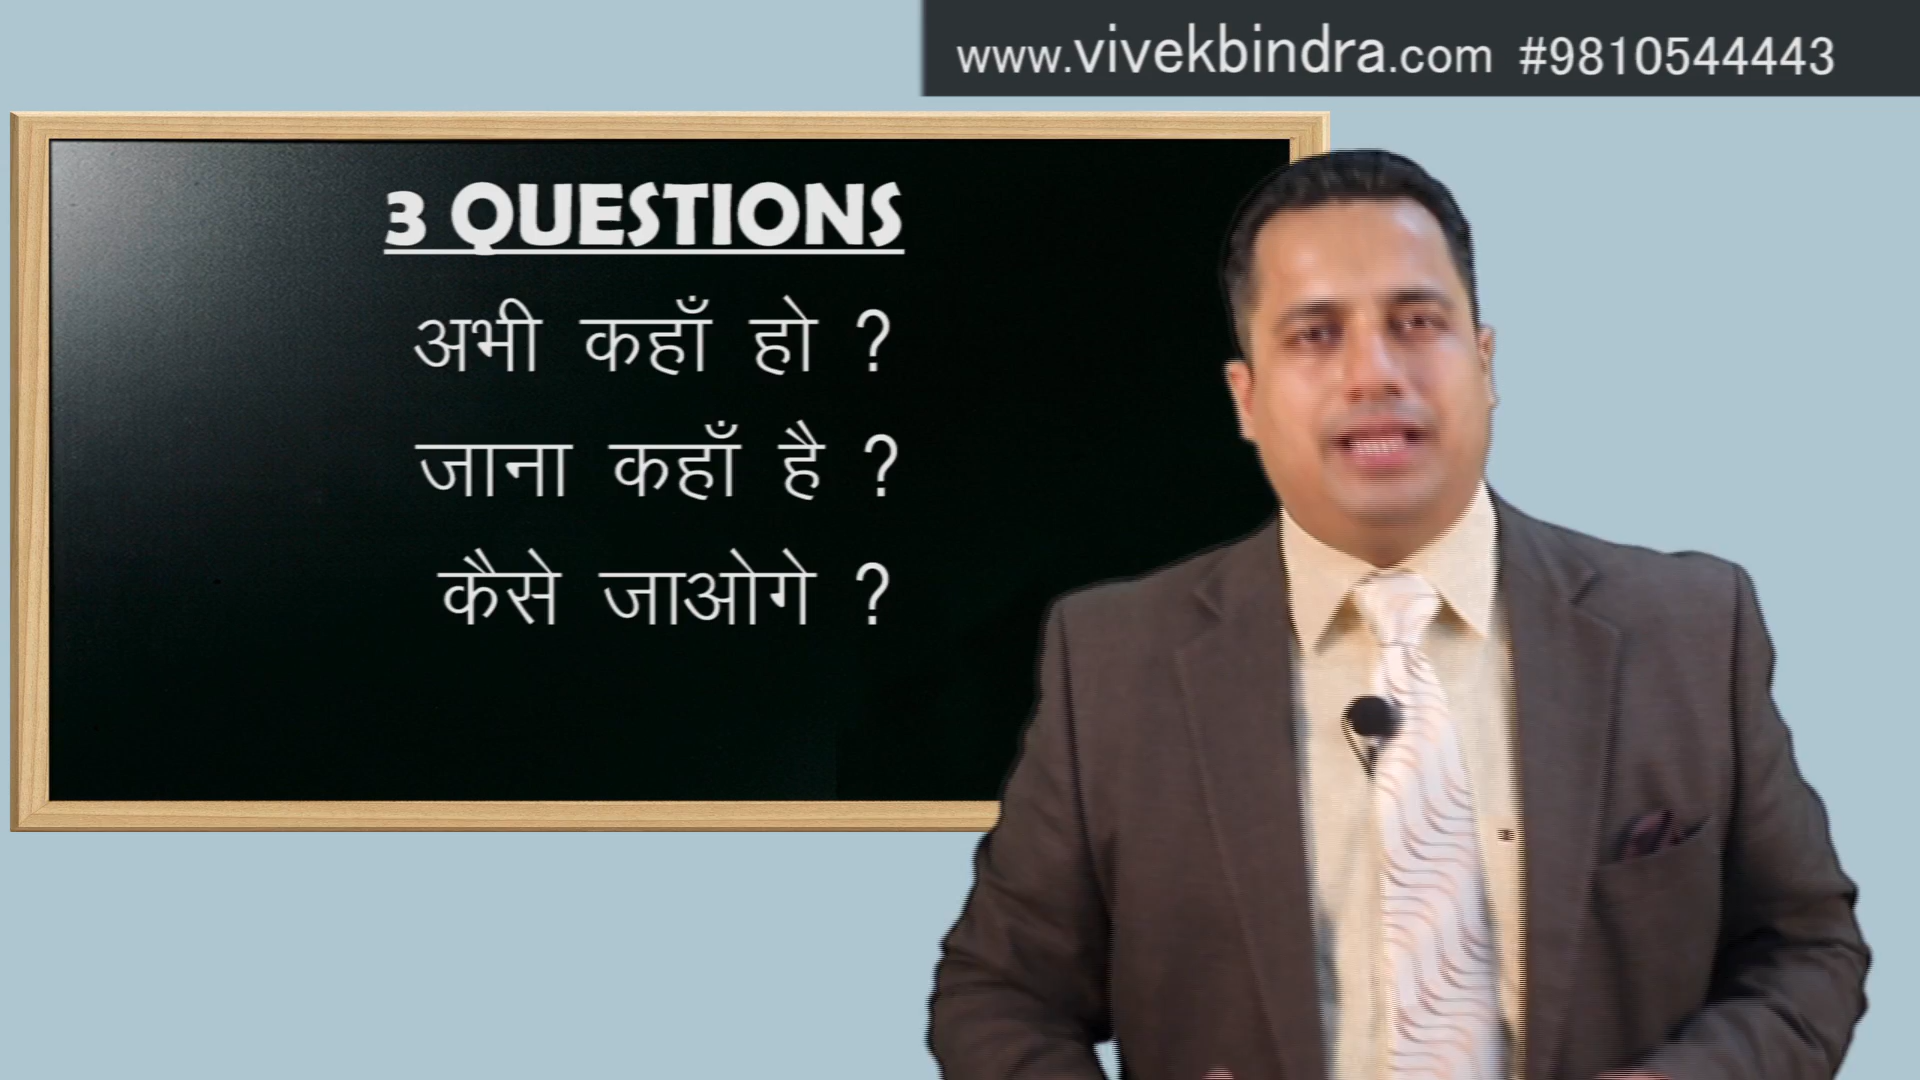 www.vivekbindra.com #9810544443
3 QUESTIONS
अभी कहाँ हो ?
जाना कहाँ है ?
कैसे जाओगे ?